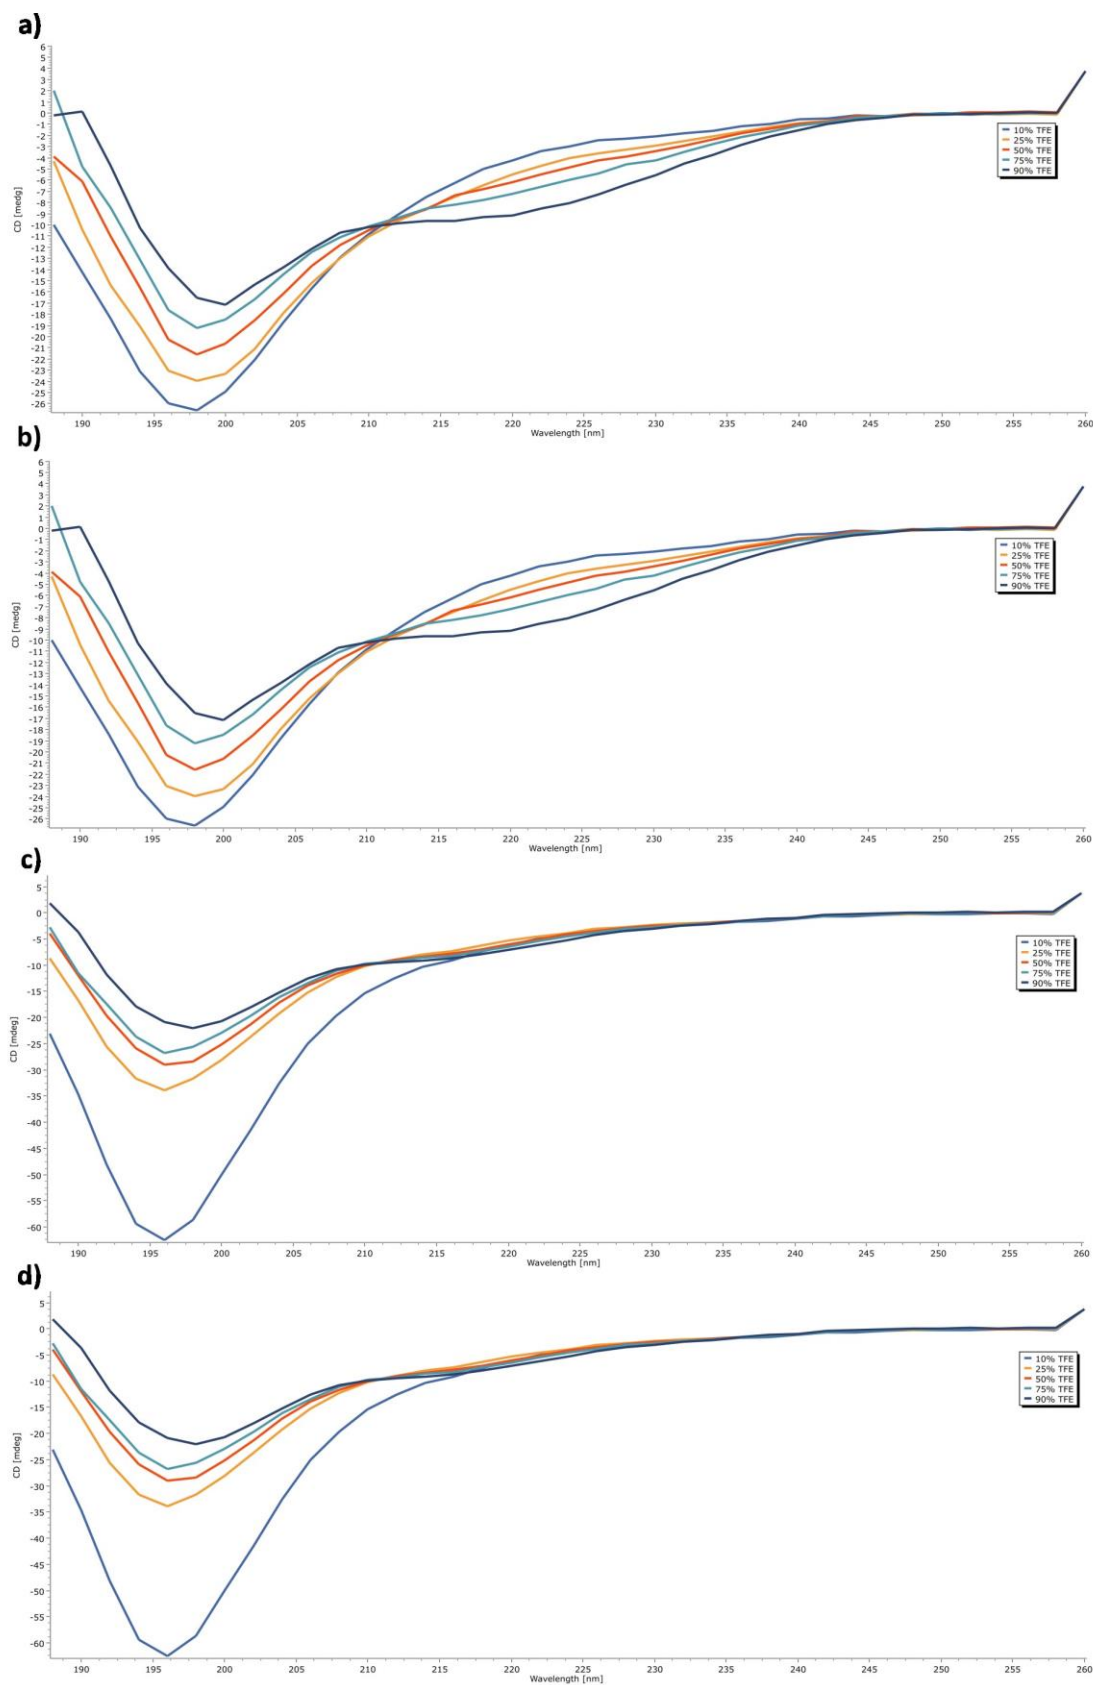 a)
6
5
4
3
2
1
0
-1
-2
-3
-4
-5
-6
-7
-8
-9
-10
-11
-12
-13
-14
-15
-16
-17
-18
-19
-20
-21
-22
-23
-24
-25
-26
CD [medg]
10% TFE
25% TFE
50% TFE
75% TFE
90% TFE
190 195 200 205 210 215 220 225 230 235 240 245 250 255 260
Wavelength [nm]
b)
6
5
4
3
2
1
0
-1
-2
-3
-4
-5
-6
-7
-8
-9
-10
-11
-12
-13
-14
-15
-16
-17
-18
-19
-20
-21
-22
-23
-24
-25
-26
CD [medg]
10% TFE
25% TFE
50% TFE
75% TFE
90% TFE
190 195 200 205 210 215 220 225 230 235 240 245 250 255 260
Wavelength [nm]
c)
5
0
-5
-10
-15
-20
-25
-30
-35
-40
-45
-50
-55
-60
CD [mdeg]
10% TFE
25% TFE
50% TFE
75% TFE
90% TFE
190 195 200 205 210 215 220 225 230 235 240 245 250 255 260
Wavelength [nm]
d)
5
0
-5
-10
-15
-20
-25
-30
-35
-40
-45
-50
-55
-60
CD [mdeg]
10% TFE
25% TFE
50% TFE
75% TFE
90% TFE
190 195 200 205 210 215 220 225 230 235 240 245 250 255 260
Wavelength [nm]